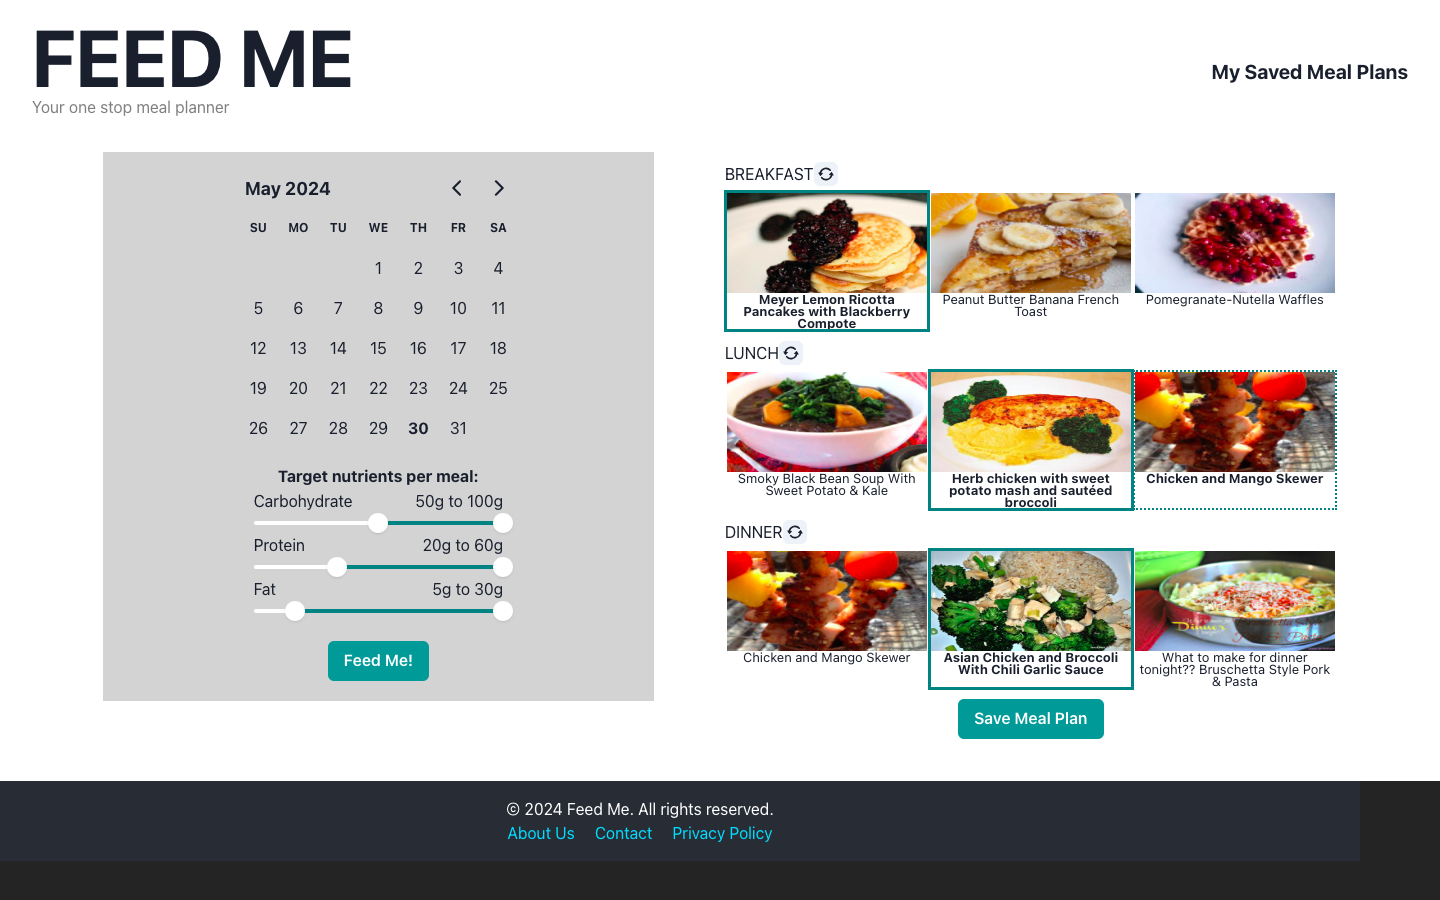 FEED ME
Your one stop meal planner
My Saved Meal Plans
May 2024
SU MO TU WE TH FR SA
1 2 3 4
5 6 7 8 9 10 11
12 13 14 15 16 17 18
19 20 21 22 23 24 25
26 27 28 29 30 31
Target nutrients per meal:
Carbohydrate 50g to 100g
Protein 20g to 60g
Fat 5g to 30g
Feed Me!
BREAKFAST
Meyer Lemon Ricotta
Pancakes with Blackberry
Compote
Peanut Butter Banana French
Toast
Pomegranate-Nutella Waffles
LUNCH
Smoky Black Bean Soup With
Sweet Potato & Kale
Herb chicken with sweet
potato mash and sautéed
broccoli
Chicken and Mango Skewer
DINNER
Chicken and Mango Skewer
Asian Chicken and Broccoli
With Chili Garlic Sauce
Dinner
What to make for dinner
tonight?? Bruschetta Style Pork
& Pasta
Save Meal Plan
© 2024 Feed Me. All rights reserved.
About Us Contact Privacy Policy